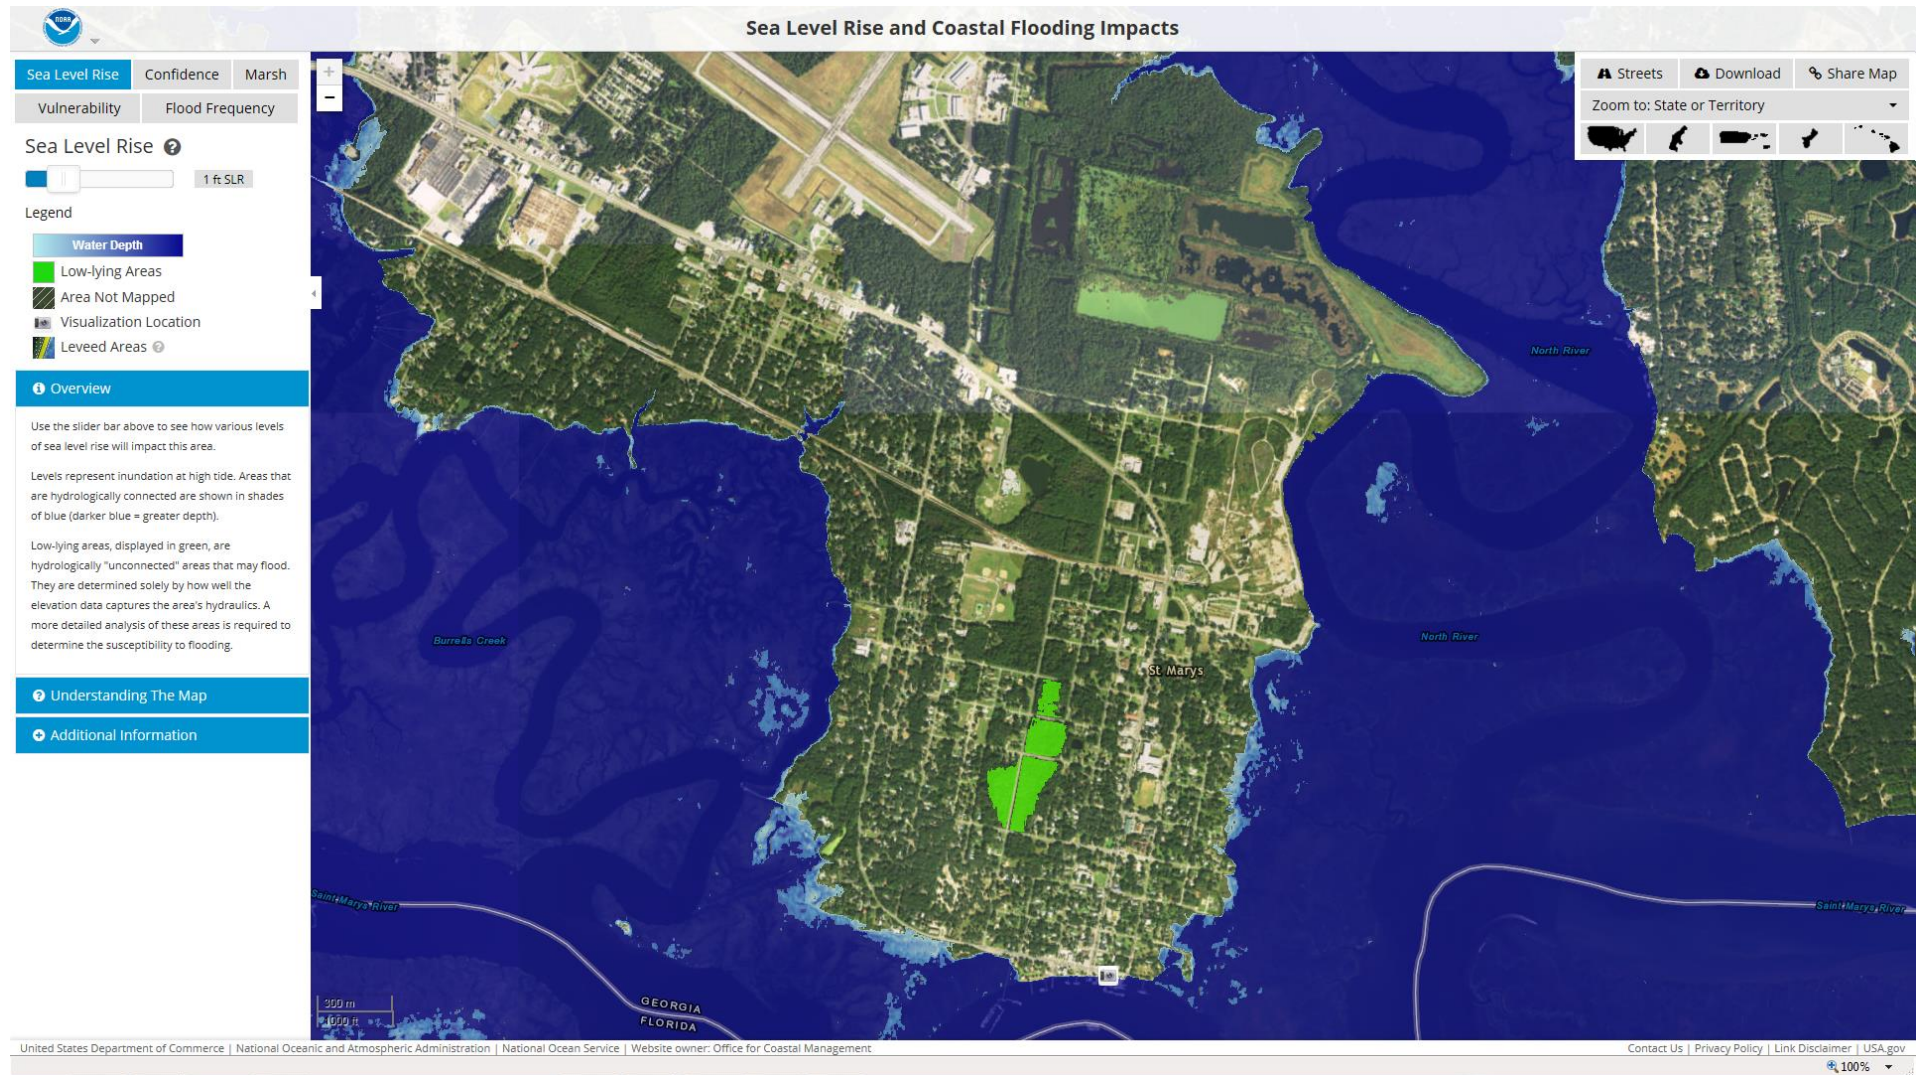 NOAA
Sea Level Rise and Coastal Flooding Impacts
Sea Level Rise
Confidence
Marsh
Vulnerability
Flood Frequency
Sea Level Rise ?
1 ft SLR
Legend
Water Depth
Low-lying Areas
Area Not Mapped
Visualization Location
Leveed Areas ?
Overview
Use the slider bar above to see how various levels
of sea level rise will impact this area.
Levels represent inundation at high tide. Areas that
are hydrologically connected are shown in shades
of blue (darker blue = greater depth).
Low-lying areas, displayed in green, are
hydrologically "unconnected" areas that may flood.
They are determined solely by how well the
elevation data captures the area's hydraulics. A
more detailed analysis of these areas is required to
determine the susceptibility to flooding.
Understanding The Map
Additional Information
+
−
Streets
Download
Share Map
Zoom to: State or Territory
North River
Burrells Creek
North River
St Marys
Saint Marys River
Saint Marys River
GEORGIA
FLORIDA
300 m
1000 ft
United States Department of Commerce | National Oceanic and Atmospheric Administration | National Ocean Service | Website owner: Office for Coastal Management
Contact Us | Privacy Policy | Link Disclaimer | USA.gov
100%